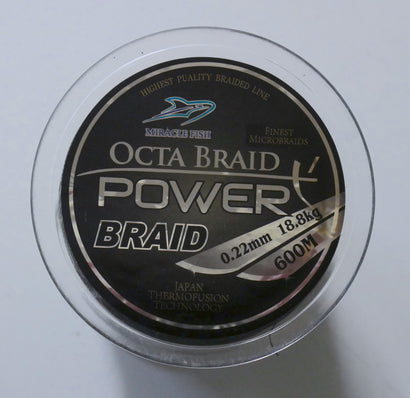 HIGHEST PUALITY BRAIDED LINE
MIRACLE FISH
FINEST
MICROBRAIDS
OCTA BRAID
POWER
BRAID
0.22mm 18.8kg
600M
JAPAN
THERMOFUSION
TECHNOLOGY